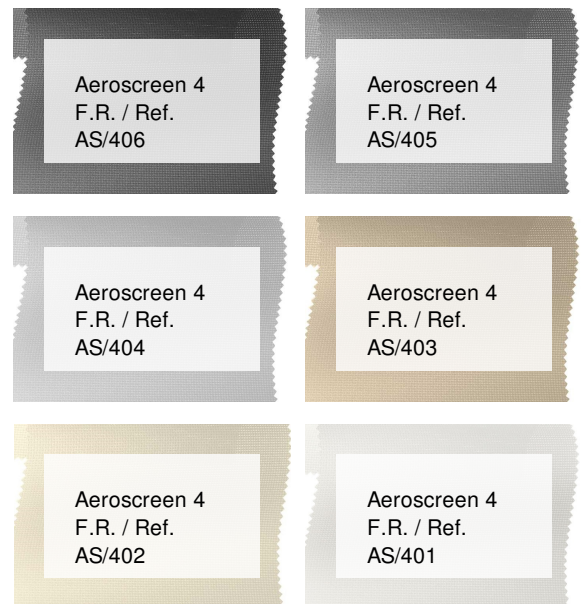 Aeroscreen 4
F.R. / Ref.
AS/406
Aeroscreen 4
F.R. / Ref.
AS/405
Aeroscreen 4
F.R. / Ref.
AS/404
Aeroscreen 4
F.R. / Ref.
AS/403
Aeroscreen 4
F.R. / Ref.
AS/402
Aeroscreen 4
F.R. / Ref.
AS/401